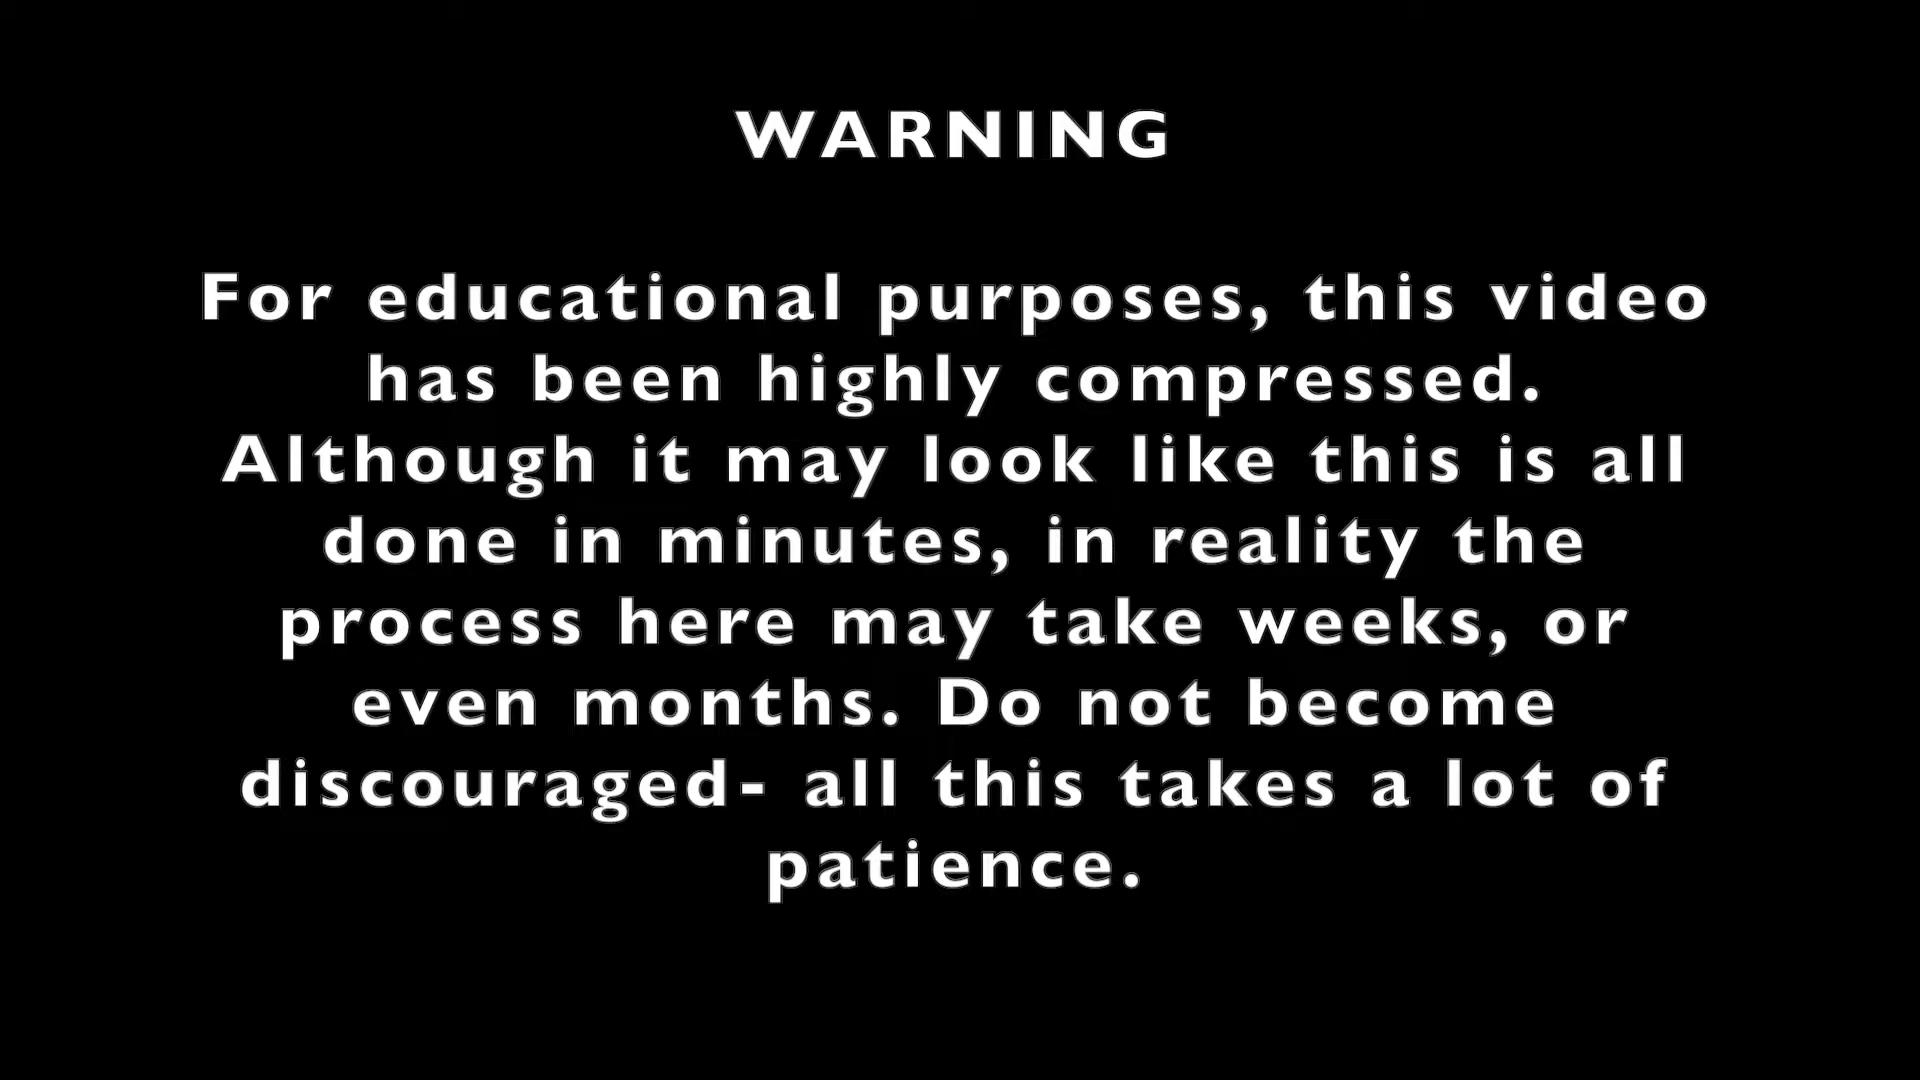 WARNING
For educational purposes, this video
has been highly compressed.
Although it may look like this is all
done in minutes, in reality the
process here may take weeks, or
even months. Do not become
discouraged- all this takes a lot of
patience.